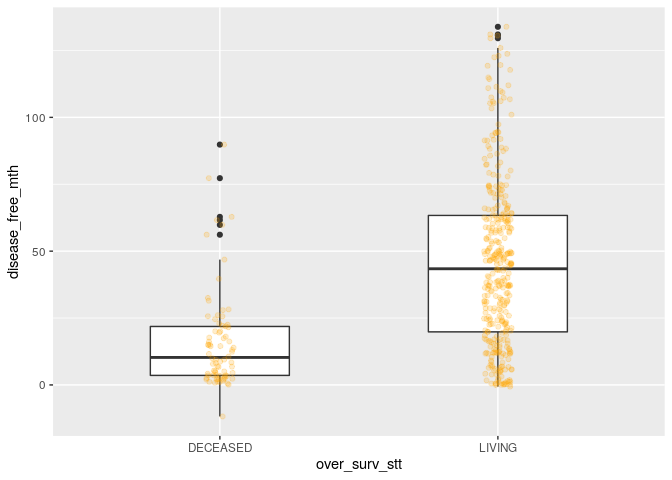 100
50
0
disease_free_mth
DECEASED LIVING
over_surv_stt